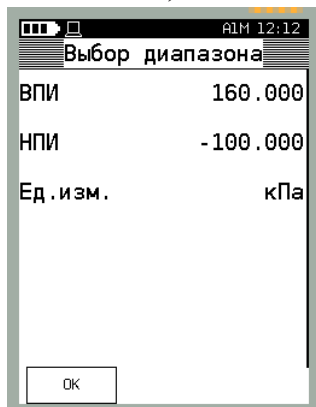 A1M 12:12
Выбор диапазона
ВПИ 160.000
НПИ -100.000
Ед.изм. кПа
OK